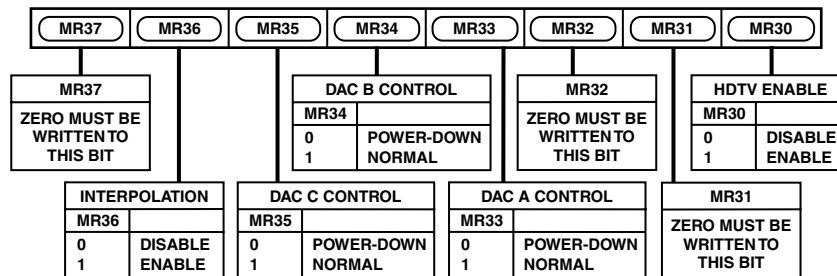 MR37 MR36 MR35 MR34 MR33 MR32 MR31 MR30
MR37
ZERO MUST BE
WRITTEN TO
THIS BIT
DAC B CONTROL
MR34
0 POWER-DOWN
1 NORMAL
MR32
ZERO MUST BE
WRITTEN TO
THIS BIT
HDTV ENABLE
MR30
0 DISABLE
1 ENABLE
INTERPOLATION
MR36
0 DISABLE
1 ENABLE
DAC C CONTROL
MR35
0 POWER-DOWN
1 NORMAL
DAC A CONTROL
MR33
0 POWER-DOWN
1 NORMAL
MR31
ZERO MUST BE
WRITTEN TO
THIS BIT